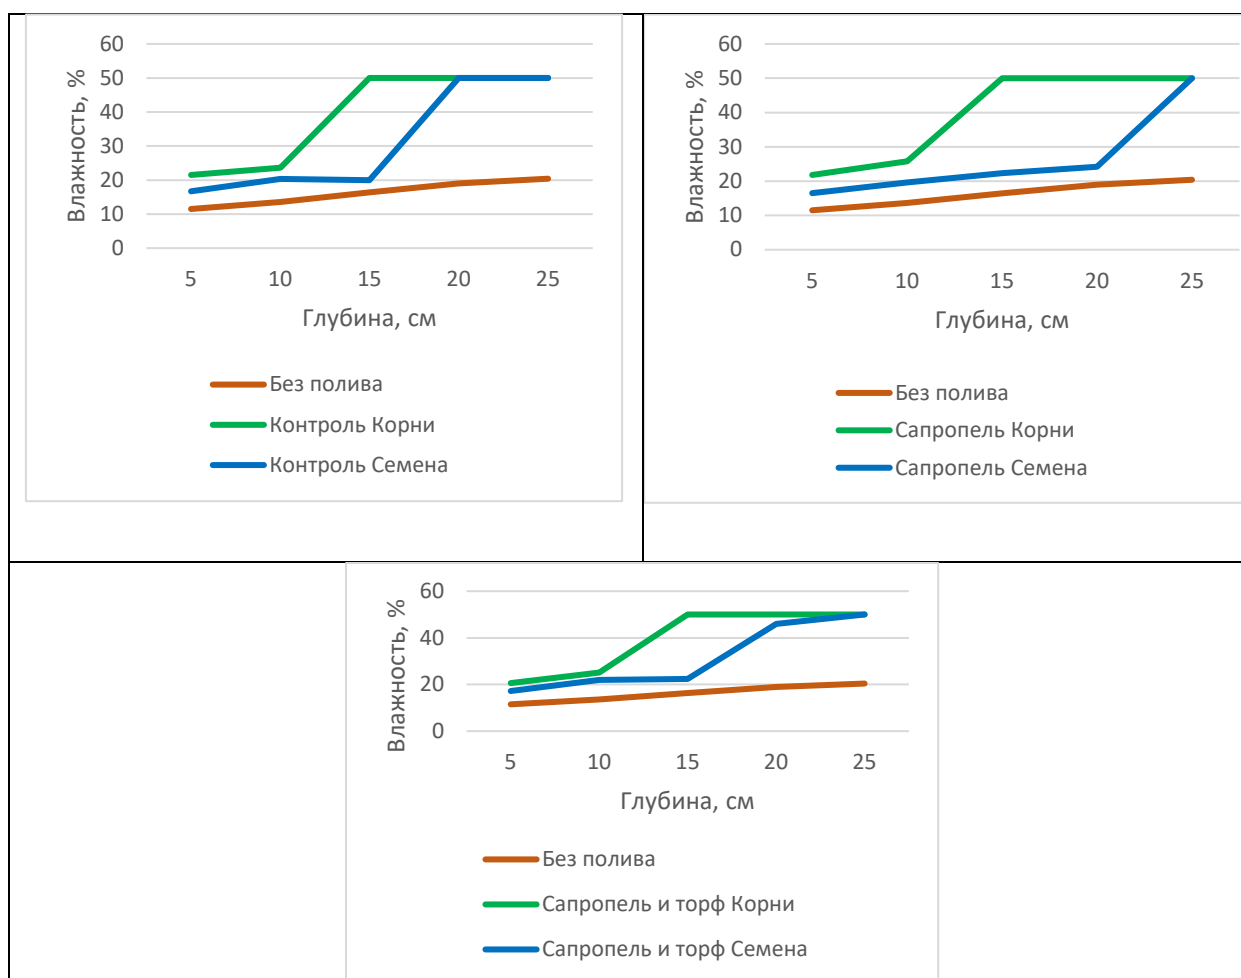 60
50
40
30
20
10
0
Влажность, %
5 10 15 20 25
Глубина, см
Без полива
Контроль Корни
Контроль Семена
60
50
40
30
20
10
0
Влажность, %
5 10 15 20 25
Глубина, см
Без полива
Сапропель Корни
Сапропель Семена
60
40
20
0
Влажность, %
5 10 15 20 25
Глубина, см
Без полива
Сапропель и торф Корни
Сапропель и торф Семена